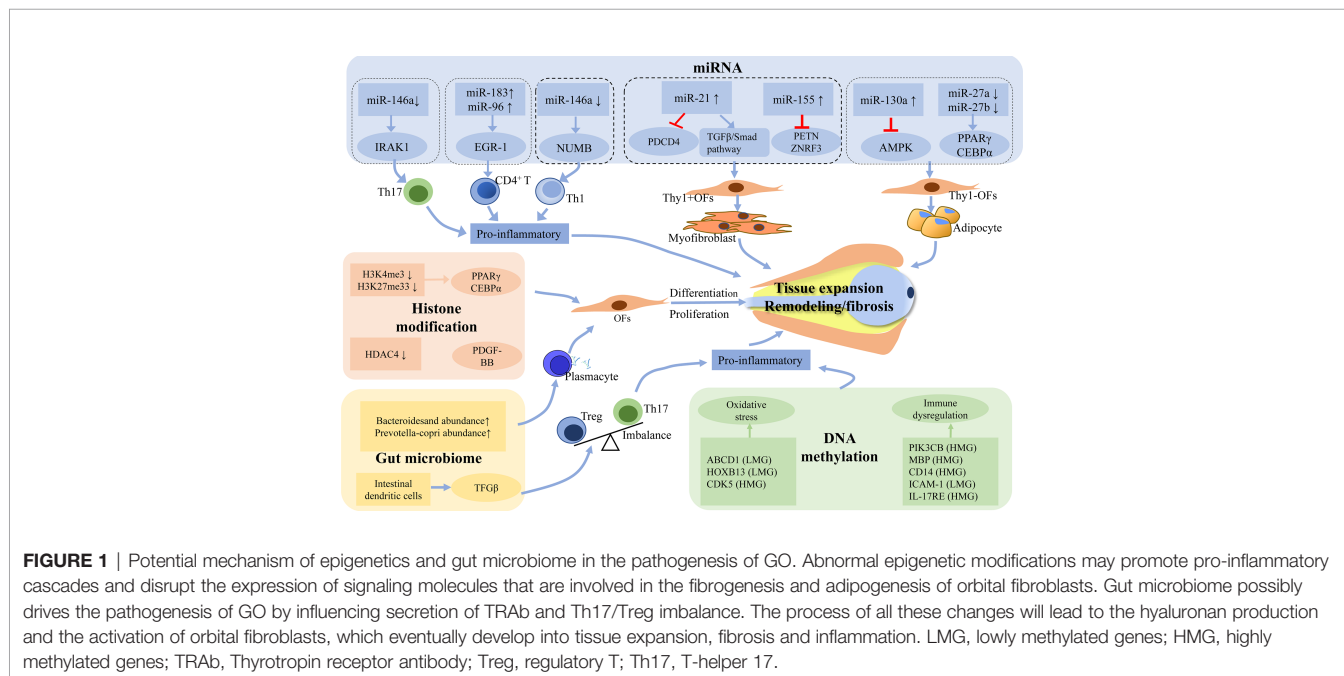 miRNA
miR-146a↓
IRAK1
Th17
miR-183↑
miR-96 ↑
EGR-1
CD4⁺ T
miR-146a ↓
NUMB
Th1
Pro-inflammatory
miR-21 ↑
PDCD4
TGFβ/Smad
pathway
miR-155 ↑
PETN
ZNRF3
Thy1+OFs
Myofibroblast
miR-130a ↑
AMPK
miR-27a ↓
miR-27b ↓
PPARγ
CEBPα
Thy1-OFs
Adipocyte
H3K4me3 ↓
H3K27me33 ↓
PPARγ
CEBPα
Histone
modification
HDAC4 ↓
PDGF-
BB
OFs
Differentiation
Proliferation
Tissue expansion
Remodeling/fibrosis
Plasmacyte
Pro-inflammatory
Bacteroidesand abundance↑
Prevotella-copri abundance↑
Gut microbiome
Intestinal
dendritic cells
TFGβ
Treg
Th17
Imbalance
Oxidative
stress
ABCD1 (LMG)
HOXB13 (LMG)
CDK5 (HMG)
DNA
methylation
Immune
dysregulation
PIK3CB (HMG)
MBP (HMG)
CD14 (HMG)
ICAM-1 (LMG)
IL-17RE (HMG)
FIGURE 1 | Potential mechanism of epigenetics and gut microbiome in the pathogenesis of GO. Abnormal epigenetic modifications may promote pro-inflammatory
cascades and disrupt the expression of signaling molecules that are involved in the fibrogenesis and adipogenesis of orbital fibroblasts. Gut microbiome possibly
drives the pathogenesis of GO by influencing secretion of TRAb and Th17/Treg imbalance. The process of all these changes will lead to the hyaluronan production
and the activation of orbital fibroblasts, which eventually develop into tissue expansion, fibrosis and inflammation. LMG, lowly methylated genes; HMG, highly
methylated genes; TRAb, Thyrotropin receptor antibody; Treg, regulatory T; Th17, T-helper 17.